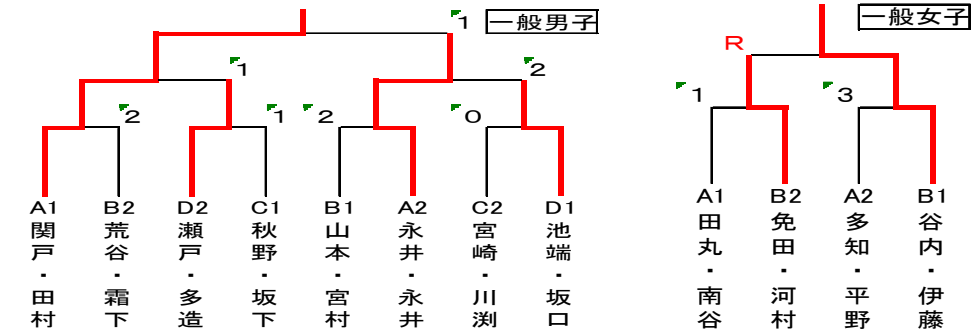 1 一般男子
一般女子
R
1 2
1 3
2 1 2 0
A1 B2 D2 C1 B1 A2 C2 D1
関戸・田村
荒谷・霜下
瀬戸・多造
秋野・坂下
山本・宮村
永井・永井
宮崎・川渕
池端・坂口
A1 B2 A2 B1
田丸・南谷
免田・河村
多知・平野
谷内・伊藤